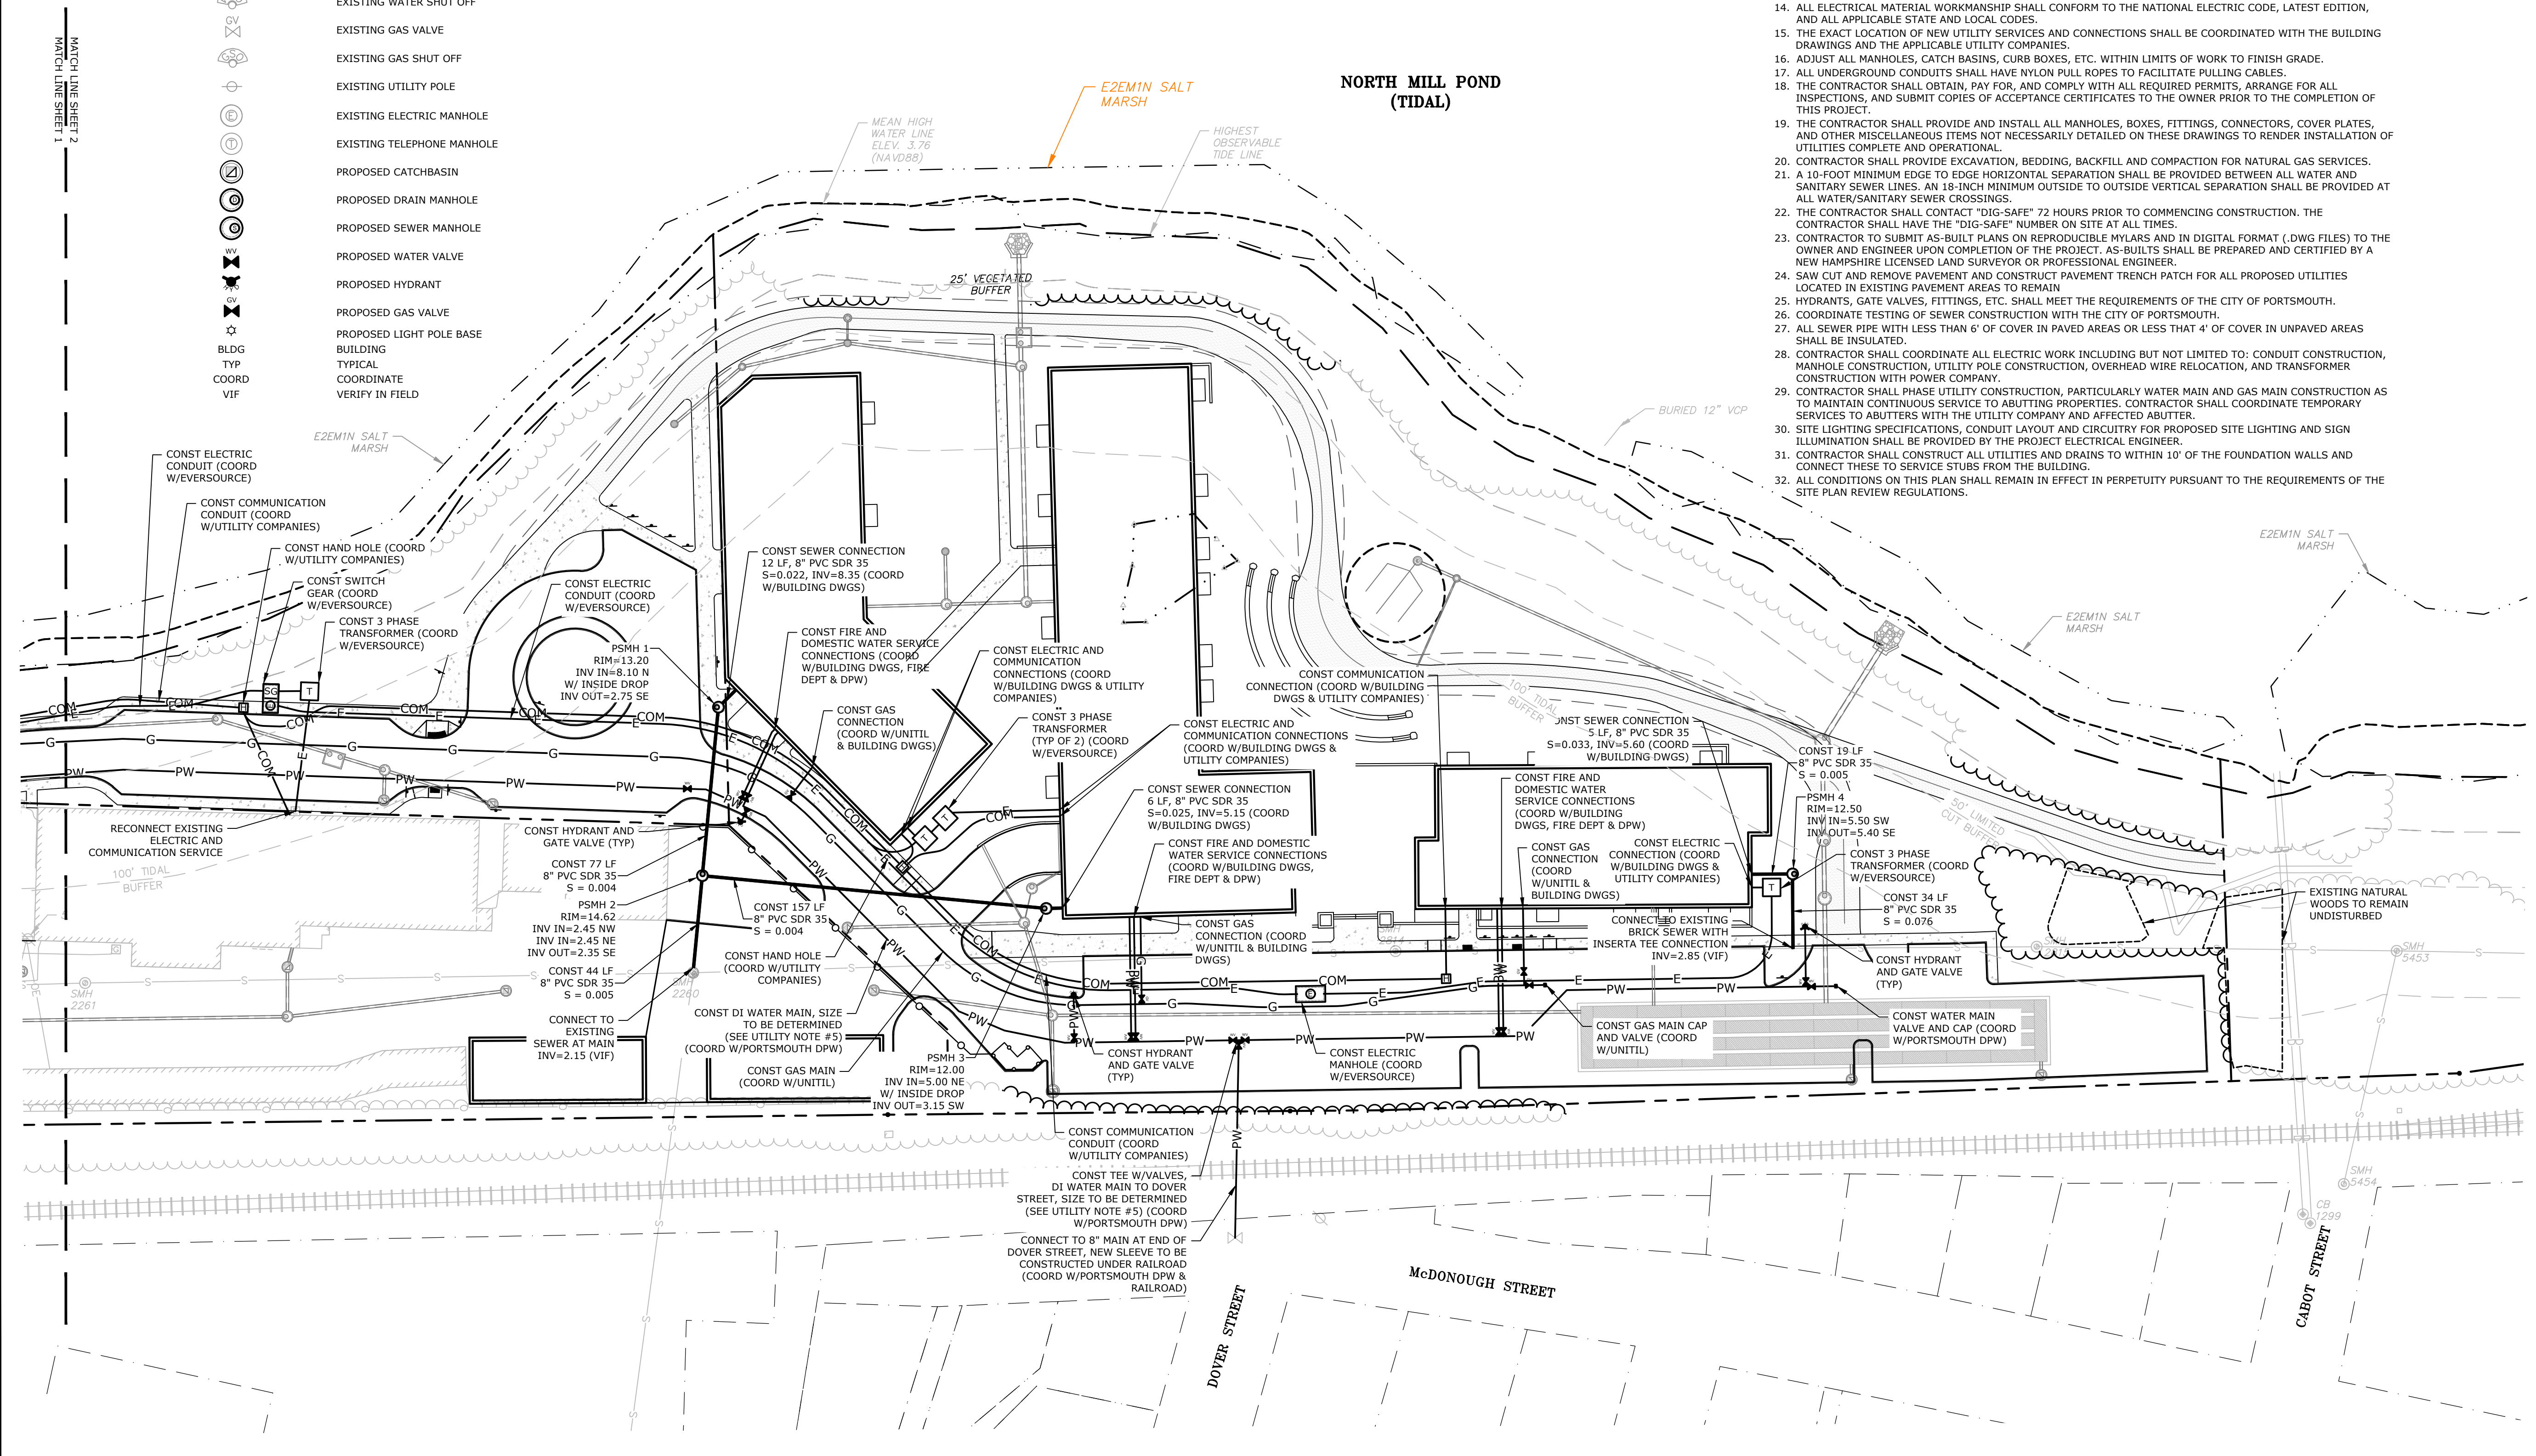 EXISTING WATER SHUT OFF
GV
EXISTING GAS VALVE
GSO
EXISTING GAS SHUT OFF
EXISTING UTILITY POLE
E
EXISTING ELECTRIC MANHOLE
T
EXISTING TELEPHONE MANHOLE
PROPOSED CATCHBASIN
D
PROPOSED DRAIN MANHOLE
S
PROPOSED SEWER MANHOLE
WV
PROPOSED WATER VALVE
PROPOSED HYDRANT
GV
PROPOSED GAS VALVE
PROPOSED LIGHT POLE BASE
BLDG BUILDING
TYP TYPICAL
COORD COORDINATE
VIF VERIFY IN FIELD
MATCH LINE SHEET 2
MATCH LINE SHEET 1
14. ALL ELECTRICAL MATERIAL WORKMANSHIP SHALL CONFORM TO THE NATIONAL ELECTRIC CODE, LATEST EDITION,
AND ALL APPLICABLE STATE AND LOCAL CODES.
15. THE EXACT LOCATION OF NEW UTILITY SERVICES AND CONNECTIONS SHALL BE COORDINATED WITH THE BUILDING
DRAWINGS AND THE APPLICABLE UTILITY COMPANIES.
16. ADJUST ALL MANHOLES, CATCH BASINS, CURB BOXES, ETC. WITHIN LIMITS OF WORK TO FINISH GRADE.
17. ALL UNDERGROUND CONDUITS SHALL HAVE NYLON PULL ROPES TO FACILITATE PULLING CABLES.
18. THE CONTRACTOR SHALL OBTAIN, PAY FOR, AND COMPLY WITH ALL REQUIRED PERMITS, ARRANGE FOR ALL
INSPECTIONS, AND SUBMIT COPIES OF ACCEPTANCE CERTIFICATES TO THE OWNER PRIOR TO THE COMPLETION OF
THIS PROJECT.
19. THE CONTRACTOR SHALL PROVIDE AND INSTALL ALL MANHOLES, BOXES, FITTINGS, CONNECTORS, COVER PLATES,
AND OTHER MISCELLANEOUS ITEMS NOT NECESSARILY DETAILED ON THESE DRAWINGS TO RENDER INSTALLATION OF
UTILITIES COMPLETE AND OPERATIONAL.
20. CONTRACTOR SHALL PROVIDE EXCAVATION, BEDDING, BACKFILL AND COMPACTION FOR NATURAL GAS SERVICES.
21. A 10-FOOT MINIMUM EDGE TO EDGE HORIZONTAL SEPARATION SHALL BE PROVIDED BETWEEN ALL WATER AND
SANITARY SEWER LINES. AN 18-INCH MINIMUM OUTSIDE TO OUTSIDE VERTICAL SEPARATION SHALL BE PROVIDED AT
ALL WATER/SANITARY SEWER CROSSINGS.
22. THE CONTRACTOR SHALL CONTACT "DIG-SAFE" 72 HOURS PRIOR TO COMMENCING CONSTRUCTION. THE
CONTRACTOR SHALL HAVE THE "DIG-SAFE" NUMBER ON SITE AT ALL TIMES.
23. CONTRACTOR TO SUBMIT AS-BUILT PLANS ON REPRODUCIBLE MYLARS AND IN DIGITAL FORMAT (.DWG FILES) TO THE
OWNER AND ENGINEER UPON COMPLETION OF THE PROJECT. AS-BUILTS SHALL BE PREPARED AND CERTIFIED BY A
NEW HAMPSHIRE LICENSED LAND SURVEYOR OR PROFESSIONAL ENGINEER.
24. SAW CUT AND REMOVE PAVEMENT AND CONSTRUCT PAVEMENT TRENCH PATCH FOR ALL PROPOSED UTILITIES
LOCATED IN EXISTING PAVEMENT AREAS TO REMAIN
25. HYDRANTS, GATE VALVES, FITTINGS, ETC. SHALL MEET THE REQUIREMENTS OF THE CITY OF PORTSMOUTH.
26. COORDINATE TESTING OF SEWER CONSTRUCTION WITH THE CITY OF PORTSMOUTH.
27. ALL SEWER PIPE WITH LESS THAN 6' OF COVER IN PAVED AREAS OR LESS THAT 4' OF COVER IN UNPAVED AREAS
SHALL BE INSULATED.
28. CONTRACTOR SHALL COORDINATE ALL ELECTRIC WORK INCLUDING BUT NOT LIMITED TO: CONDUIT CONSTRUCTION,
MANHOLE CONSTRUCTION, UTILITY POLE CONSTRUCTION, OVERHEAD WIRE RELOCATION, AND TRANSFORMER
CONSTRUCTION WITH POWER COMPANY.
29. CONTRACTOR SHALL PHASE UTILITY CONSTRUCTION, PARTICULARLY WATER MAIN AND GAS MAIN CONSTRUCTION AS
TO MAINTAIN CONTINUOUS SERVICE TO ABUTTING PROPERTIES. CONTRACTOR SHALL COORDINATE TEMPORARY
SERVICES TO ABUTTERS WITH THE UTILITY COMPANY AND AFFECTED ABUTTER.
30. SITE LIGHTING SPECIFICATIONS, CONDUIT LAYOUT AND CIRCUITRY FOR PROPOSED SITE LIGHTING AND SIGN
ILLUMINATION SHALL BE PROVIDED BY THE PROJECT ELECTRICAL ENGINEER.
31. CONTRACTOR SHALL CONSTRUCT ALL UTILITIES AND DRAINS TO WITHIN 10' OF THE FOUNDATION WALLS AND
CONNECT THESE TO SERVICE STUBS FROM THE BUILDING.
32. ALL CONDITIONS ON THIS PLAN SHALL REMAIN IN EFFECT IN PERPETUITY PURSUANT TO THE REQUIREMENTS OF THE
SITE PLAN REVIEW REGULATIONS.
NORTH MILL POND
(TIDAL)
E2EM1N SALT
MARSH
MEAN HIGH
WATER LINE
ELEV. 3.76
(NAVD88)
HIGHEST
OBSERVABLE
TIDE LINE
25' VEGETATED
BUFFER
BURIED 12" VCP
E2EM1N SALT
MARSH
E2EM1N SALT
MARSH
E2EM1N SALT
MARSH
CONST ELECTRIC
CONDUIT (COORD
W/EVERSOURCE)
CONST COMMUNICATION
CONDUIT (COORD
W/UTILITY COMPANIES)
CONST HAND HOLE (COORD
W/UTILITY COMPANIES)
CONST SWITCH
GEAR (COORD
W/EVERSOURCE)
CONST 3 PHASE
TRANSFORMER (COORD
W/EVERSOURCE)
CONST ELECTRIC
CONDUIT (COORD
W/EVERSOURCE)
PSMH 1
RIM=13.20
INV IN=8.10 N
W/ INSIDE DROP
INV OUT=2.75 SE
CONST SEWER CONNECTION
12 LF, 8" PVC SDR 35
S=0.022, INV=8.35 (COORD
W/BUILDING DWGS)
CONST FIRE AND
DOMESTIC WATER SERVICE
CONNECTIONS (COORD
W/BUILDING DWGS, FIRE
DEPT & DPW)
CONST GAS
CONNECTION
(COORD W/UNITIL
& BUILDING DWGS)
CONST ELECTRIC AND
COMMUNICATION
CONNECTIONS (COORD
W/BUILDING DWGS & UTILITY
COMPANIES)
CONST 3 PHASE
TRANSFORMER
(TYP OF 2) (COORD
W/EVERSOURCE)
CONST ELECTRIC AND
COMMUNICATION CONNECTIONS
(COORD W/BUILDING DWGS &
UTILITY COMPANIES)
CONST COMMUNICATION
CONNECTION (COORD W/BUILDING
DWGS & UTILITY COMPANIES)
100' TIDAL
BUFFER
CONST SEWER CONNECTION
6 LF, 8" PVC SDR 35
S=0.025, INV=5.15 (COORD
W/BUILDING DWGS)
CONST FIRE AND DOMESTIC
WATER SERVICE CONNECTIONS
(COORD W/BUILDING DWGS,
FIRE DEPT & DPW)
CONST GAS
CONNECTION (COORD
W/UNITIL & BUILDING
DWGS)
SEWER CONNECTION
5 LF, 8" PVC SDR 35
S=0.033, INV=5.60 (COORD
W/BUILDING DWGS)
CONST FIRE AND
DOMESTIC WATER
SERVICE CONNECTIONS
(COORD W/BUILDING
DWGS, FIRE DEPT & DPW)
CONST GAS
CONNECTION
(COORD
W/UNITIL &
BUILDING DWGS)
CONST ELECTRIC
CONNECTION (COORD
W/BUILDING DWGS &
UTILITY COMPANIES)
CONNECT TO EXISTING
BRICK SEWER WITH
INSERTA TEE CONNECTION
INV=2.85 (VIF)
CONST 19 LF
8" PVC SDR 35
S = 0.005
PSMH 4
RIM=12.50
INV IN=5.50 SW
INV OUT=5.40 SE
CONST 3 PHASE
TRANSFORMER (COORD
W/EVERSOURCE)
CONST 34 LF
8" PVC SDR 35
S = 0.076
CONST HYDRANT
AND GATE VALVE
(TYP)
50' LIMITED
CUT BUFFER
EXISTING NATURAL
WOODS TO REMAIN
UNDISTURBED
SMH
5453
RECONNECT EXISTING
ELECTRIC AND
COMMUNICATION SERVICE
100' TIDAL
BUFFER
CONST HYDRANT AND
GATE VALVE (TYP)
CONST 77 LF
8" PVC SDR 35
S = 0.004
PSMH 2
RIM=14.62
INV IN=2.45 NW
INV IN=2.45 NE
INV OUT=2.35 SE
CONST 44 LF
8" PVC SDR 35
S = 0.005
CONNECT TO
EXISTING
SEWER AT MAIN
INV=2.15 (VIF)
SMH
2261
SMH
2260
CONST 157 LF
8" PVC SDR 35
S = 0.004
CONST HAND HOLE
(COORD W/UTILITY
COMPANIES)
CONST DI WATER MAIN, SIZE
TO BE DETERMINED
(SEE UTILITY NOTE #5)
(COORD W/PORTSMOUTH DPW)
CONST GAS MAIN
(COORD W/UNITIL)
PSMH 3
RIM=12.00
INV IN=5.00 NE
W/ INSIDE DROP
INV OUT=3.15 SW
CONST HYDRANT
AND GATE VALVE
(TYP)
CONST ELECTRIC
MANHOLE (COORD
W/EVERSOURCE)
CONST GAS MAIN CAP
AND VALVE (COORD
W/UNITIL)
CONST WATER MAIN
VALVE AND CAP (COORD
W/PORTSMOUTH DPW)
CONST COMMUNICATION
CONDUIT (COORD
W/UTILITY COMPANIES)
CONST TEE W/VALVES,
DI WATER MAIN TO DOVER
STREET, SIZE TO BE DETERMINED
(SEE UTILITY NOTE #5) (COORD
W/PORTSMOUTH DPW)
CONNECT TO 8" MAIN AT END OF
DOVER STREET, NEW SLEEVE TO BE
CONSTRUCTED UNDER RAILROAD
(COORD W/PORTSMOUTH DPW &
RAILROAD)
SMH
5454
CB
1299
DOVER STREET
McDONOUGH STREET
CABOT STREET